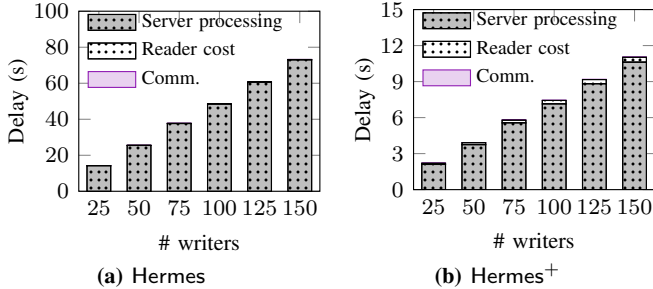 100
80
60
40
20
0
Delay (s)
Server processing
Reader cost
Comm.
25 50 75 100 125 150
# writers
(a) Hermes
15
12
9
6
3
0
Delay (s)
Server processing
Reader cost
Comm.
25 50 75 100 125 150
# writers
(b) Hermes⁺